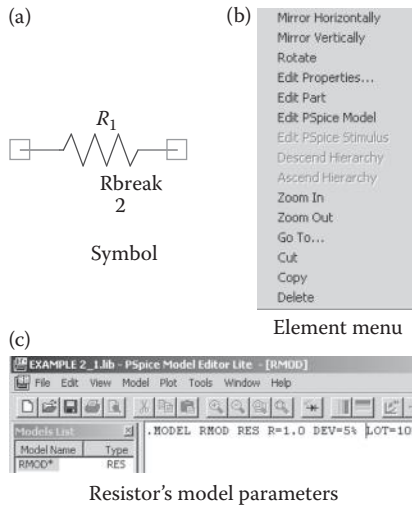 (a)
R1
Rbreak
2
Symbol
(b)
Mirror Horizontally
Mirror Vertically
Rotate
Edit Properties...
Edit Part
Edit PSpice Model
Edit PSpice Stimulus
Descend Hierarchy
Ascend Hierarchy
Zoom In
Zoom Out
Go To...
Cut
Copy
Delete
Element menu
(c)
EXAMPLE 2_1.lib - PSpice Model Editor Lite - [RMOD]
File Edit View Model Plot Tools Window Help
Models List
Model Name Type
RMOD* RES
.MODEL RMOD RES R=1.0 DEV=5% LOT=10
Resistor's model parameters